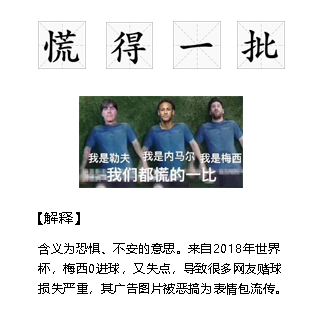 慌得一批
我是勒夫 我是内马尔 我是梅西
我们都慌的一比
【解释】
含义为恐惧、不安的意思。来自2018年世界
杯，梅西0进球，又失点，导致很多网友赌球
损失严重，其广告图片被恶搞为表情包流传。